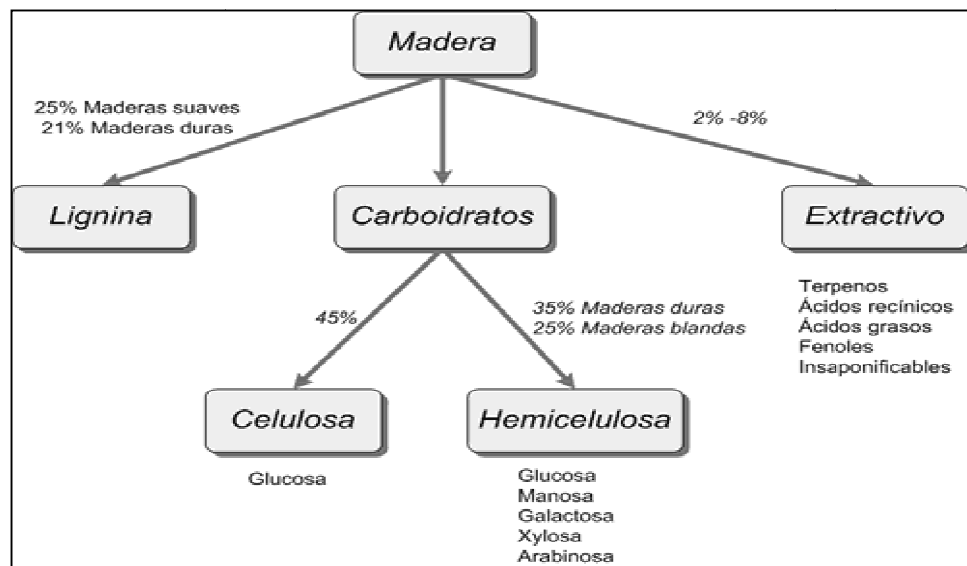 Madera
25% Maderas suaves
21% Maderas duras
2% -8%
Lignina
Carboidratos
Extractivo
Terpenos
Ácidos recínicos
Ácidos grasos
Fenoles
Insaponificables
45%
35% Maderas duras
25% Maderas blandas
Celulosa
Hemicelulosa
Glucosa
Glucosa
Manosa
Galactosa
Xylosa
Arabinosa